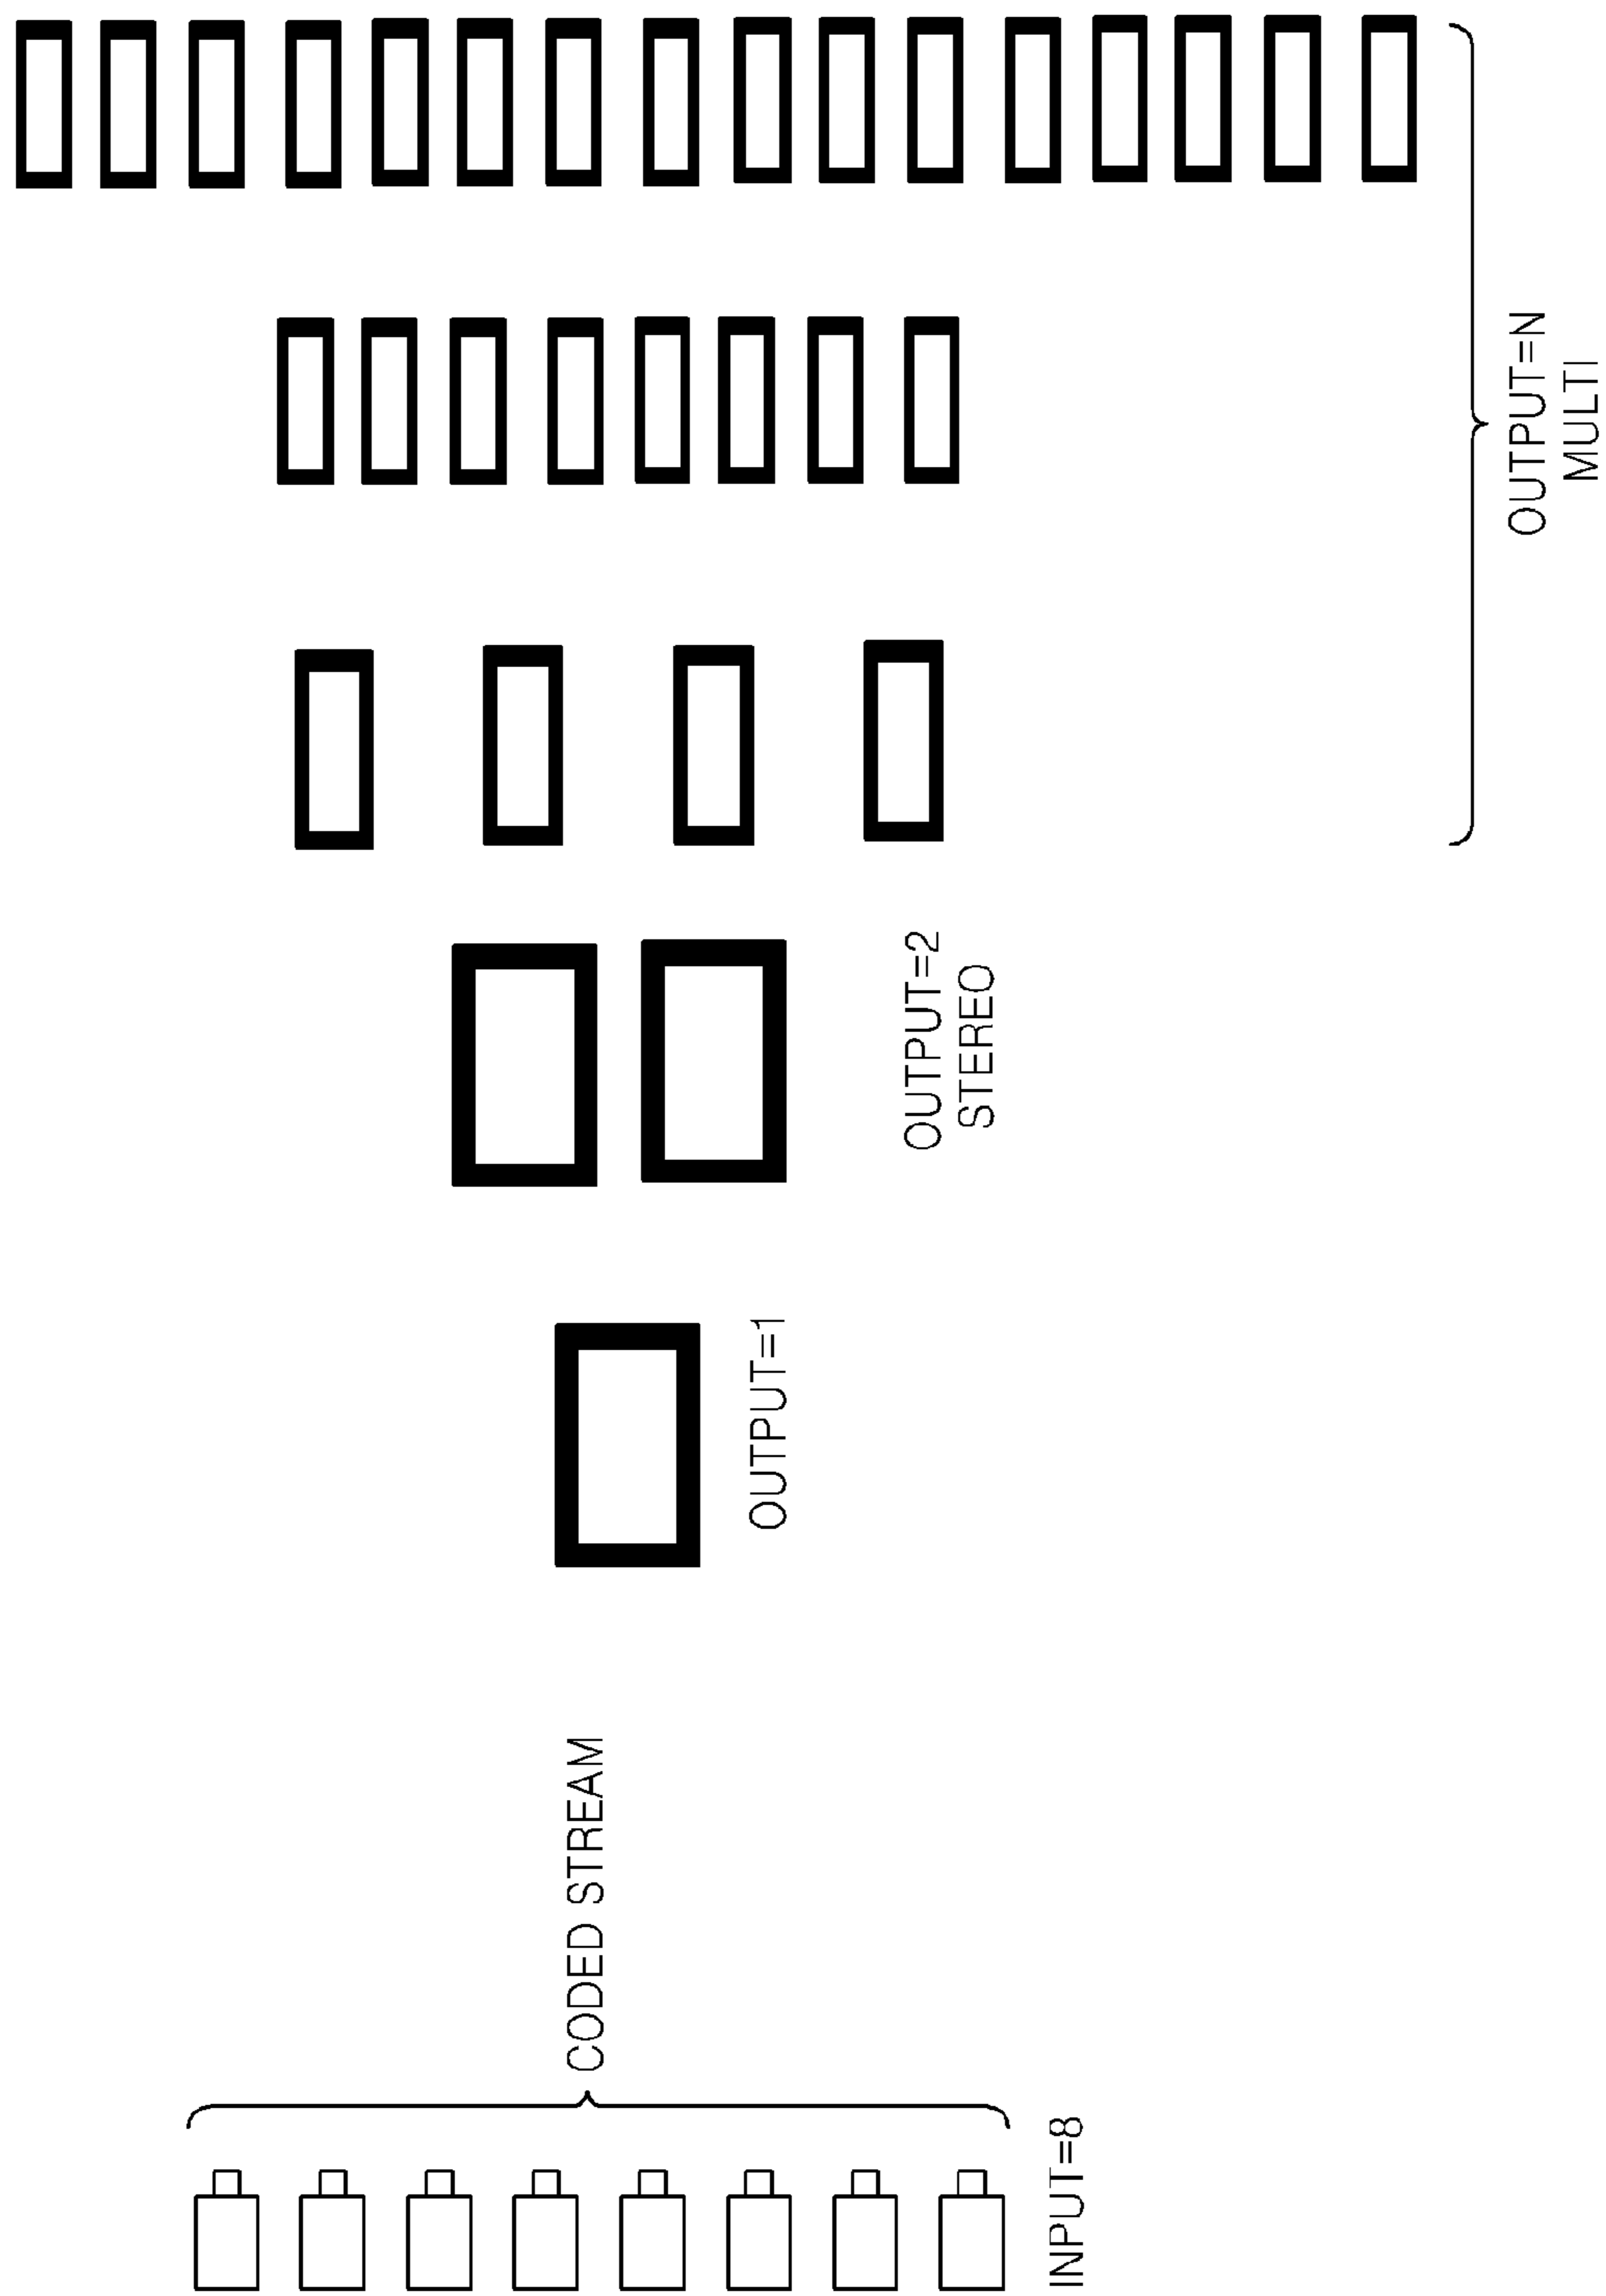 INPUT=8
CODED STREAM
OUTPUT=1
OUTPUT=2
STEREO
OUTPUT=N
MULTI